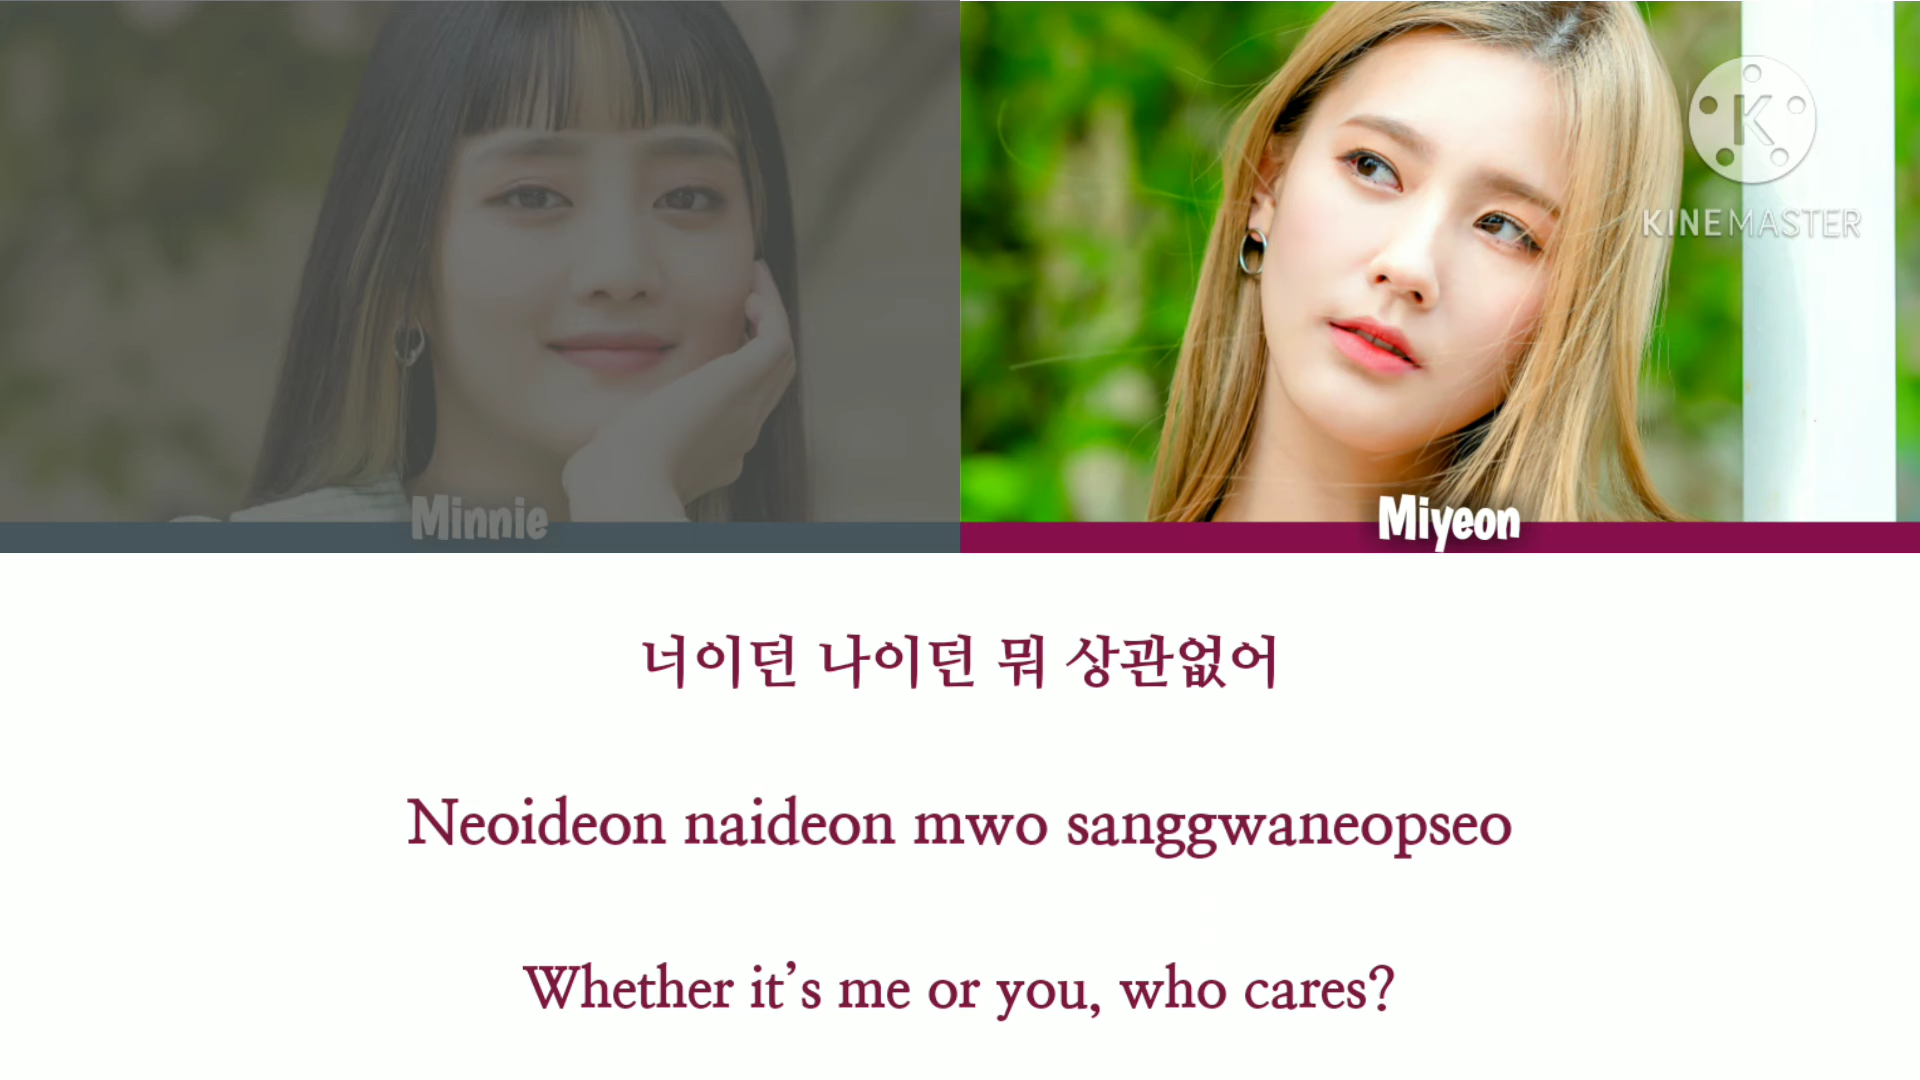 K
KINEMASTER
Minnie
Miyeon
너이던 나이던 뭐 상관없어
Neoideon naideon mwo sanggwaneopseo
Whether it’s me or you, who cares?